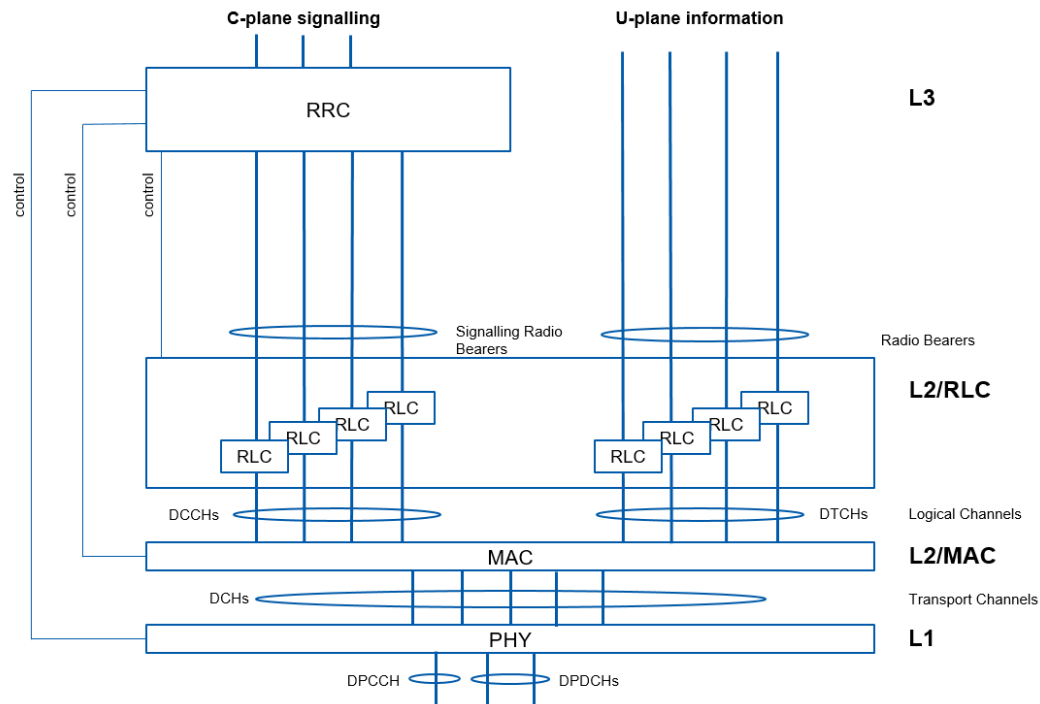 C-plane signalling
U-plane information
RRC
L3
control
control
control
Signalling Radio
Bearers
Radio Bearers
L2/RLC
RLC
RLC
RLC
RLC
RLC
RLC
RLC
RLC
DCCHs
DTCHs
Logical Channels
MAC
L2/MAC
DCHs
Transport Channels
PHY
L1
DPCCH
DPDCHs